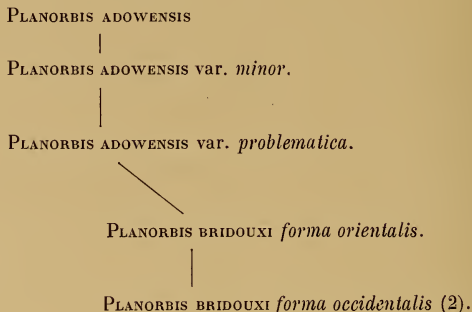 PLANORBIS ADOWENSIS
PLANORBIS ADOWENSIS var. minor.
PLANORBIS ADOWENSIS var. problematica.
PLANORBIS BRIDOUXI forma orientalis.
PLANORBIS BRIDOUXI forma occidentalis (2).